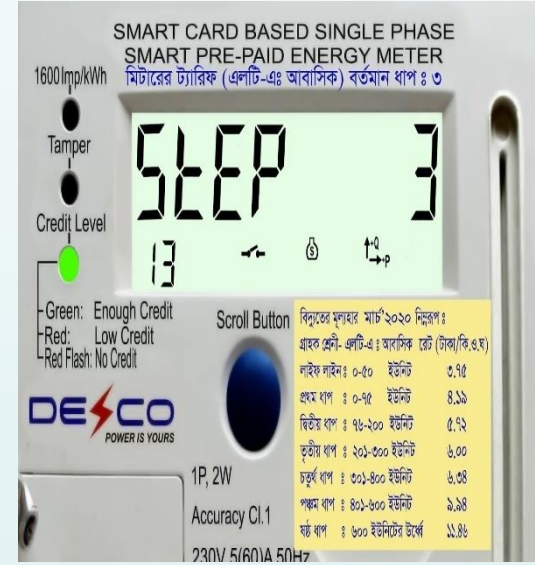 SMART CARD BASED SINGLE PHASE
SMART PRE-PAID ENERGY METER
মিটারের ট্যারিফ (এলটি-এঃ আবাসিক) বর্তমান ধাপ ঃ ৩
1600 Imp/kWh
Tamper
Credit Level
StEP 3
13
$
+Q
+P
Green: Enough Credit
Red: Low Credit
Red Flash: No Credit
Scroll Button
DESCO
POWER IS YOURS
বিদ্যুতের মূল্যহার মার্চ'২০২০ নিম্নরূপ ঃ
গ্রাহক শ্রেনী- এলটি-এ ঃ আবাসিক রেট (টাকা/কি.ও.ঘ)
লাইফ লাইন ঃ ০-৫০ ইউনিট ৩.৭৫
প্রথম ধাপ ঃ ০-৭৫ ইউনিট ৪.১৯
দ্বিতীয় ধাপ ঃ ৭৬-২০০ ইউনিট ৫.৭২
তৃতীয় ধাপ ঃ ২০১-৩০০ ইউনিট ৬.০০
চতুর্থ ধাপ ঃ ৩০১-৪০০ ইউনিট ৬.৩৪
পঞ্চম ধাপ ঃ ৪০১-৬০০ ইউনিট ৯.৯৪
ষষ্ঠ ধাপ ঃ ৬০০ ইউনিটের উর্ধ্বে ১১.৪৬
1P, 2W
Accuracy Cl.1
230V 5(60)A 50Hz